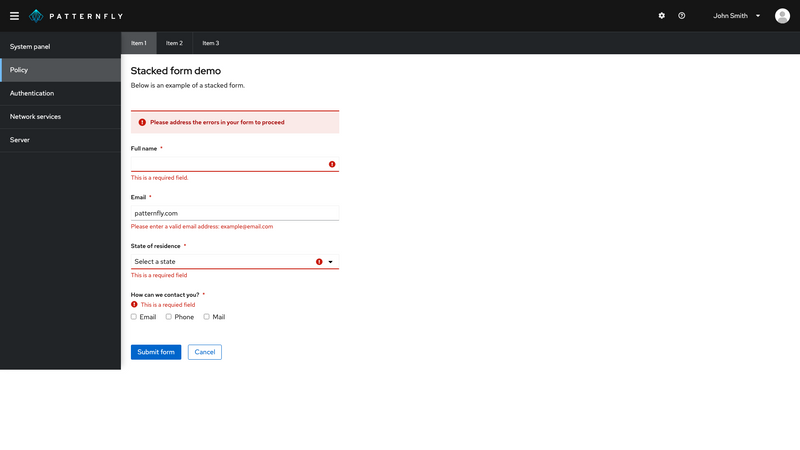 PATTERNFLY
John Smith
System panel
Policy
Authentication
Network services
Server
Item 1 Item 2 Item 3
Stacked form demo
Below is an example of a stacked form.
Please address the errors in your form to proceed
Full name *
This is a required field.
Email *
patternfly.com
Please enter a valid email address: example@email.com
State of residence *
Select a state
This is a required field
How can we contact you? *
This is a requied field
Email Phone Mail
Submit form Cancel